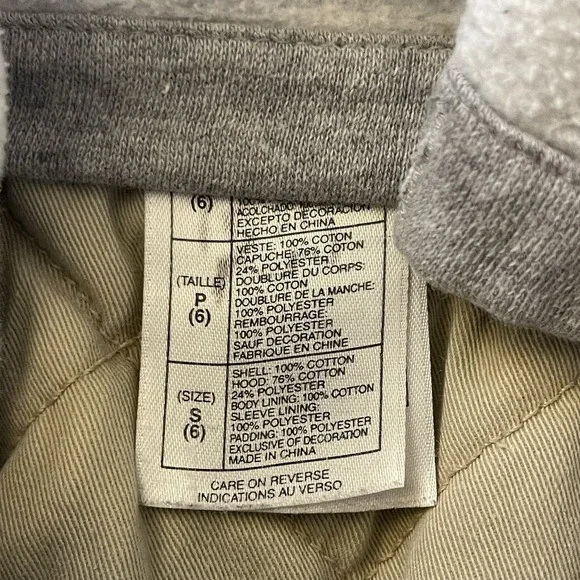 (6)
100%
ACOLCHADO:
EXCEPTO DECORACION
HECHO EN CHINA
(TAILLE)
P
(6)
VESTE: 100% COTON
CAPUCHE: 76% COTON
24% POLYESTER
DOUBLURE DU CORPS:
100% COTON
DOUBLURE DE LA MANCHE:
100% POLYESTER
REMBOURRAGE:
100% POLYESTER
SAUF DECORATION
FABRIQUE EN CHINE
(SIZE)
S
(6)
SHELL: 100% COTTON
HOOD: 76% COTTON
24% POLYESTER
BODY LINING: 100% COTTON
SLEEVE LINING:
100% POLYESTER
PADDING: 100% POLYESTER
EXCLUSIVE OF DECORATION
MADE IN CHINA
CARE ON REVERSE
INDICATIONS AU VERSO